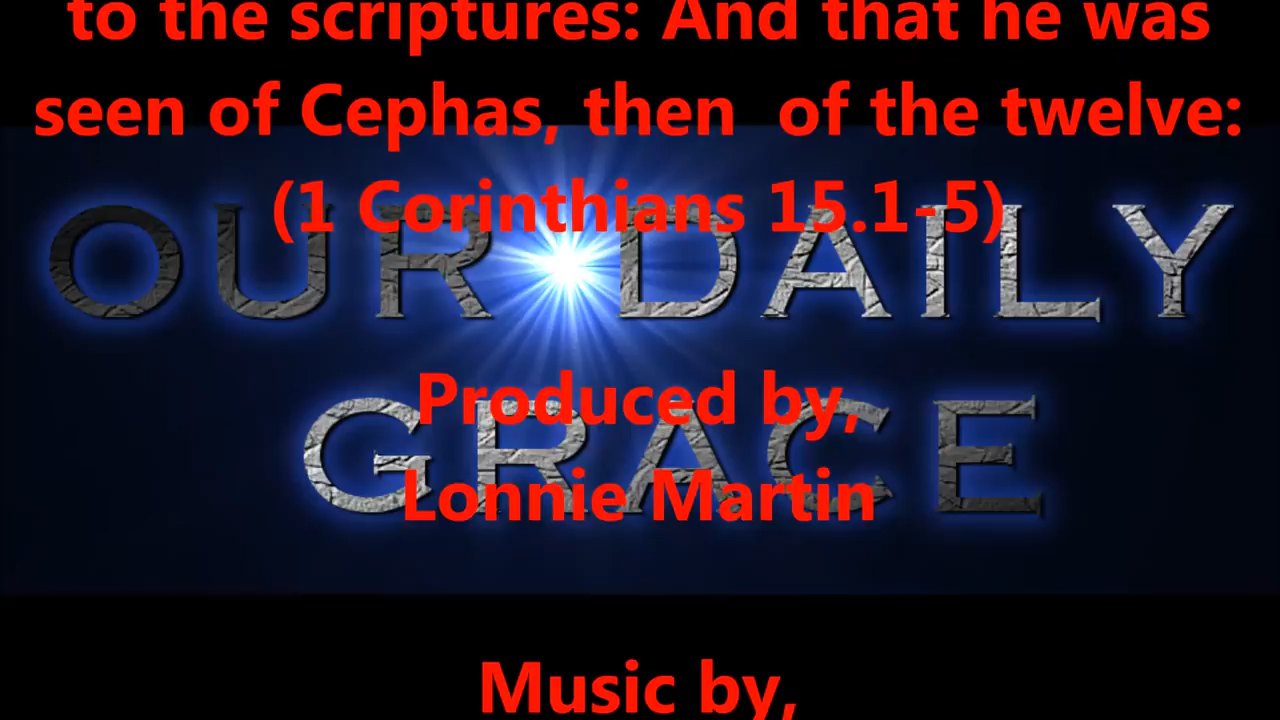 to the scriptures: And that he was
seen of Cephas, then  of the twelve:
(1 Corinthians 15.1-5)
OUR DAILY
Produced by,
GRACE
Lonnie Martin
Music by,